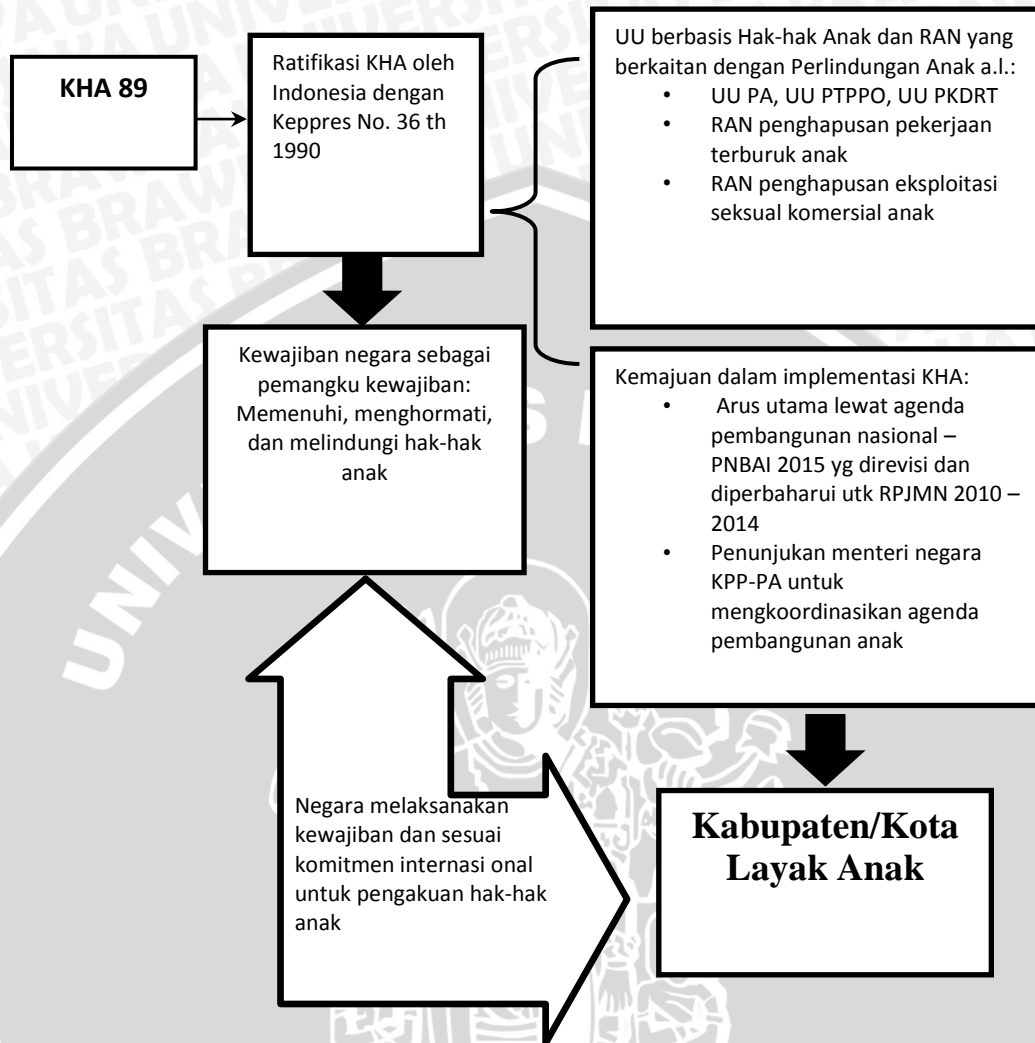 KHA 89
Ratifikasi KHA oleh
Indonesia dengan
Keppres No. 36 th
1990
UU berbasis Hak-hak Anak dan RAN yang
berkaitan dengan Perlindungan Anak a.l.:
• UU PA, UU PTPPO, UU PKDRT
• RAN penghapusan pekerjaan
terburuk anak
• RAN penghapusan eksploitasi
seksual komersial anak
Kewajiban negara sebagai
pemangku kewajiban:
Memenuhi, menghormati,
dan melindungi hak-hak
anak
Kemajuan dalam implementasi KHA:
• Arus utama lewat agenda
pembangunan nasional –
PNBAI 2015 yg direvisi dan
diperbaharui utk RPJMN 2010 –
2014
• Penunjukan menteri negara
KPP-PA untuk
mengkoordinasikan agenda
pembangunan anak
Negara melaksanakan
kewajiban dan sesuai
komitmen internasi onal
untuk pengakuan hak-hak
anak
Kabupaten/Kota
Layak Anak